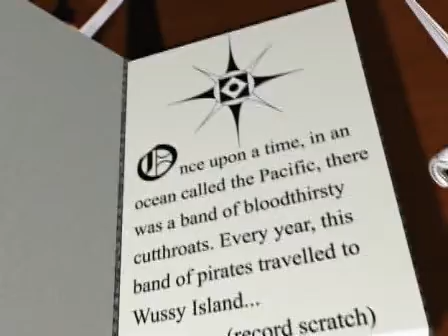 Once upon a time, in an
ocean called the Pacific, there
was a band of bloodthirsty
cutthroats. Every year, this
band of pirates travelled to
Wussy Island...
(record scratch)